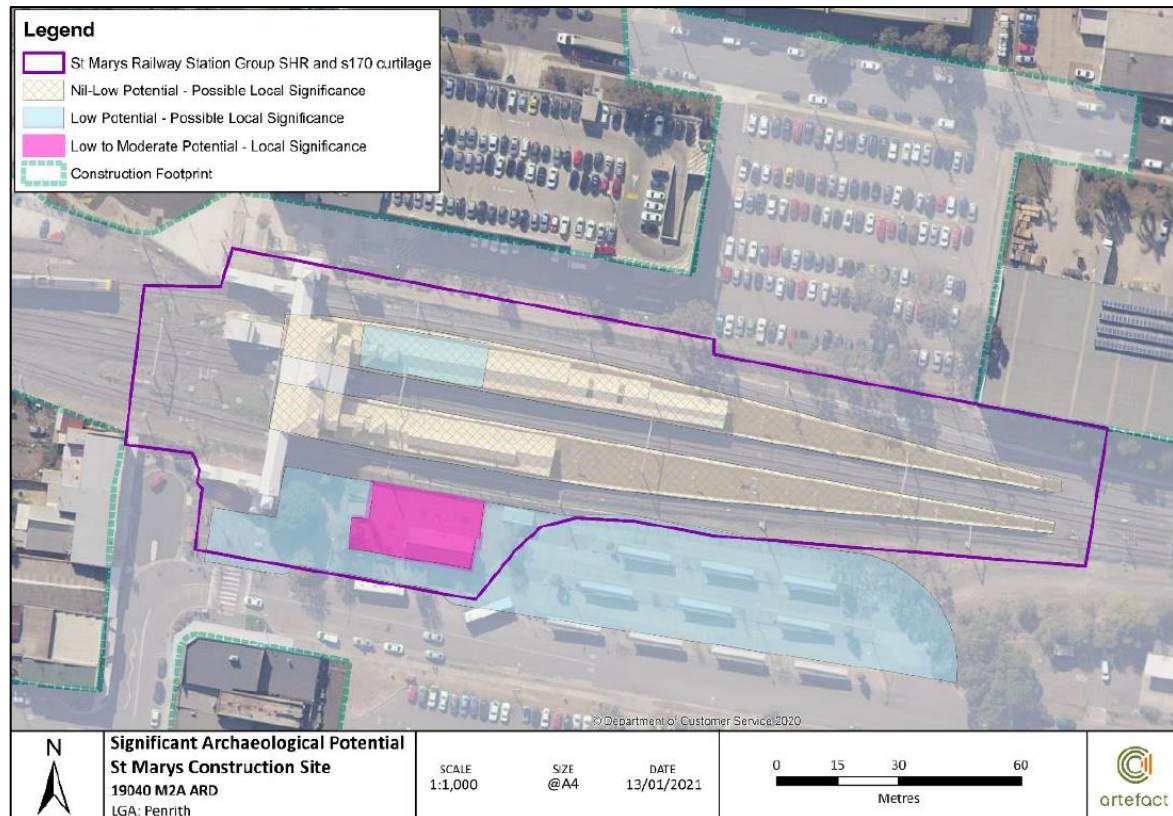 Legend
St Marys Railway Station Group SHR and s170 curtilage
Nil-Low Potential - Possible Local Significance
Low Potential - Possible Local Significance
Low to Moderate Potential - Local Significance
Construction Footprint
© Department of Customer Service 2020
N
Significant Archaeological Potential
St Marys Construction Site
19040 M2A ARD
LGA: Penrith
SCALE
1:1,000
SIZE
@A4
DATE
13/01/2021
0 15 30 60
Metres
artefact